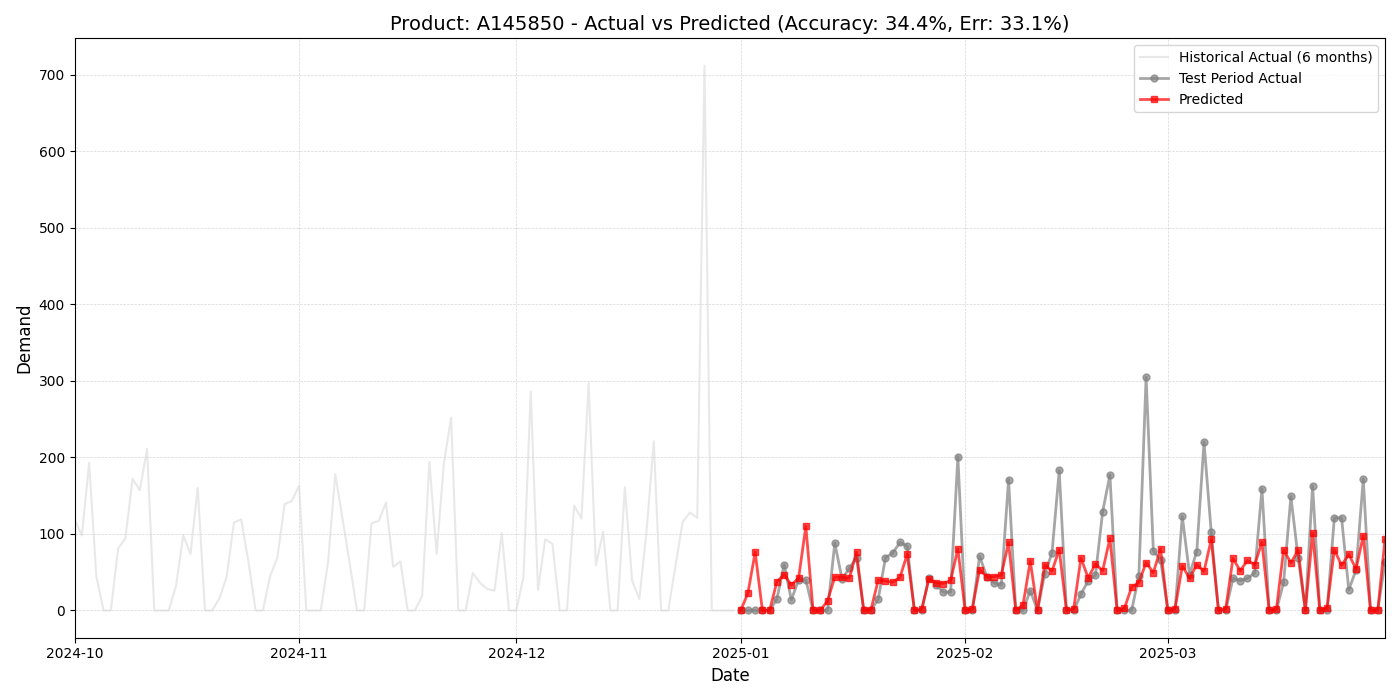 Product: A145850 - Actual vs Predicted (Accuracy: 34.4%, Err: 33.1%)
Historical Actual (6 months)
Test Period Actual
Predicted
700
600
500
400
300
200
100
0
Demand
2024-10
2024-11
2024-12
2025-01
2025-02
2025-03
Date